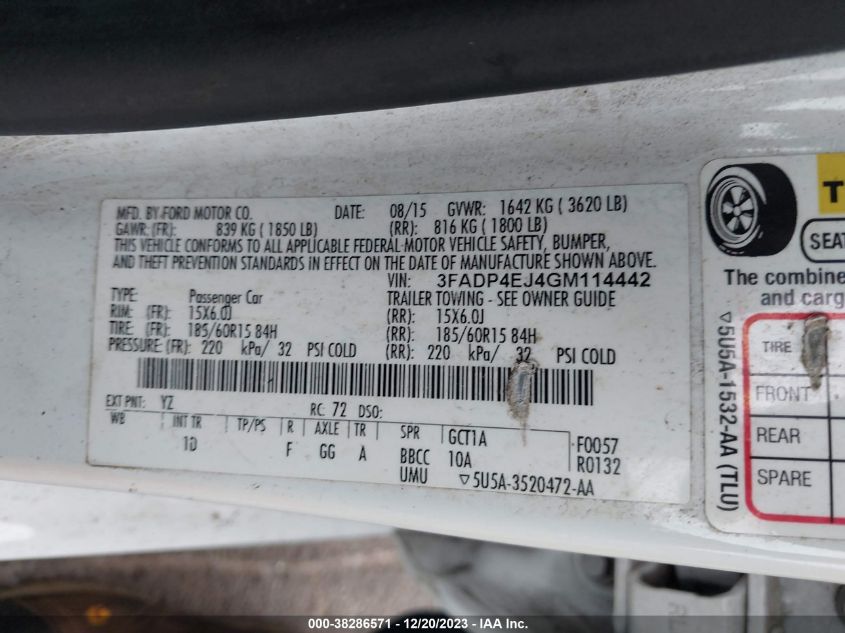 MFD. BY FORD MOTOR CO. DATE: 08/15 GVWR: 1642 KG ( 3620 LB)
GAWR: (FR): 839 KG ( 1850 LB) (RR): 816 KG ( 1800 LB)
THIS VEHICLE CONFORMS TO ALL APPLICABLE FEDERAL MOTOR VEHICLE SAFETY, BUMPER,
AND THEFT PREVENTION STANDARDS IN EFFECT ON THE DATE OF MANUFACTURE SHOWN ABOVE.
VIN: 3FADP4EJ4GM114442
TYPE: Passenger Car TRAILER TOWING - SEE OWNER GUIDE
RIM: (FR): 15X6.0J (RR): 15X6.0J
TIRE: (FR): 185/60R15 84H (RR): 185/60R15 84H
PRESSURE: (FR): 220 kPa/ 32 PSI COLD (RR): 220 kPa/ 32 PSI COLD
EXT PNT: YZ RC: 72 DSO:
WB INT TR TP/PS R AXLE TR SPR GCT1A F0057
1D F GG A BBCC 10A R0132
UMU ▽5U5A-3520472-AA
SEAT
The combine
and carg
TIRE
FRONT
REAR
SPARE
▽5U5A-1532-AA (TLU)
000-38286571 - 12/20/2023 - IAA Inc.